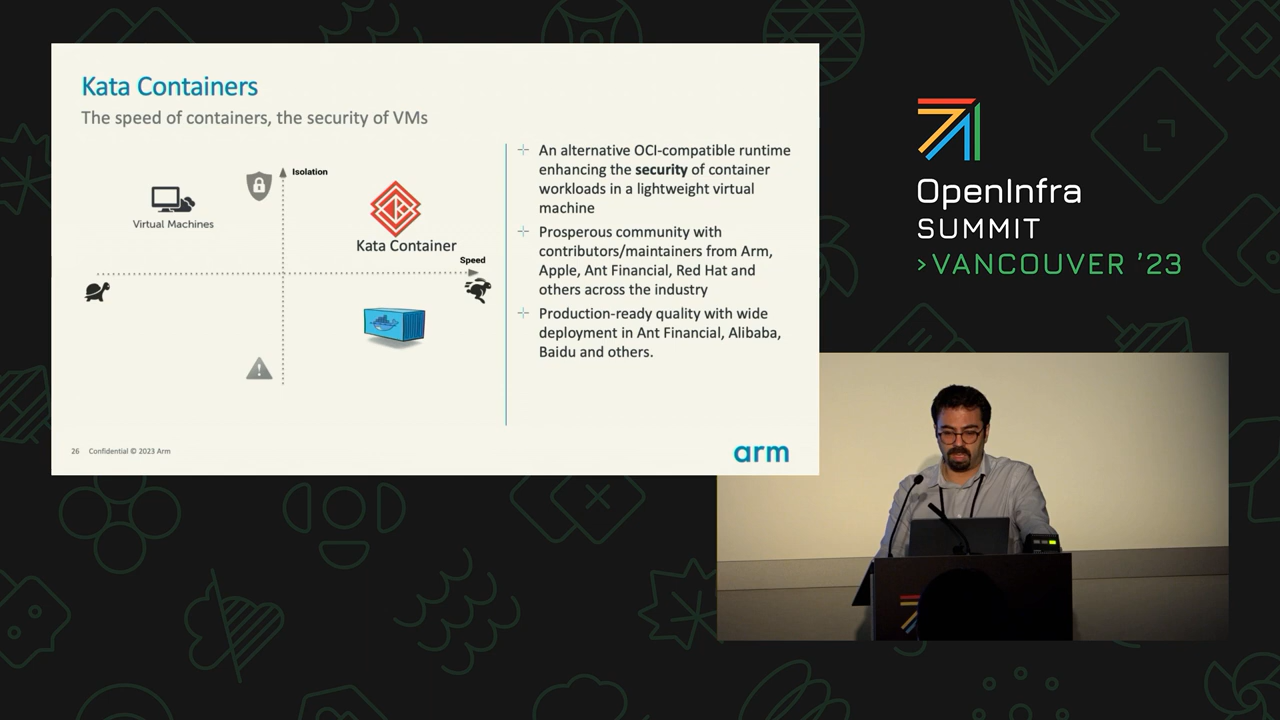 Kata Containers
The speed of containers, the security of VMs
Isolation
Virtual Machines
Kata Container
Speed
An alternative OCI-compatible runtime
enhancing the security of container
workloads in a lightweight virtual
machine
Prosperous community with
contributors/maintainers from Arm,
Apple, Ant Financial, Red Hat and
others across the industry
Production-ready quality with wide
deployment in Ant Financial, Alibaba,
Baidu and others.
26 Confidential © 2023 Arm
arm
OpenInfra
SUMMIT
>VANCOUVER '23